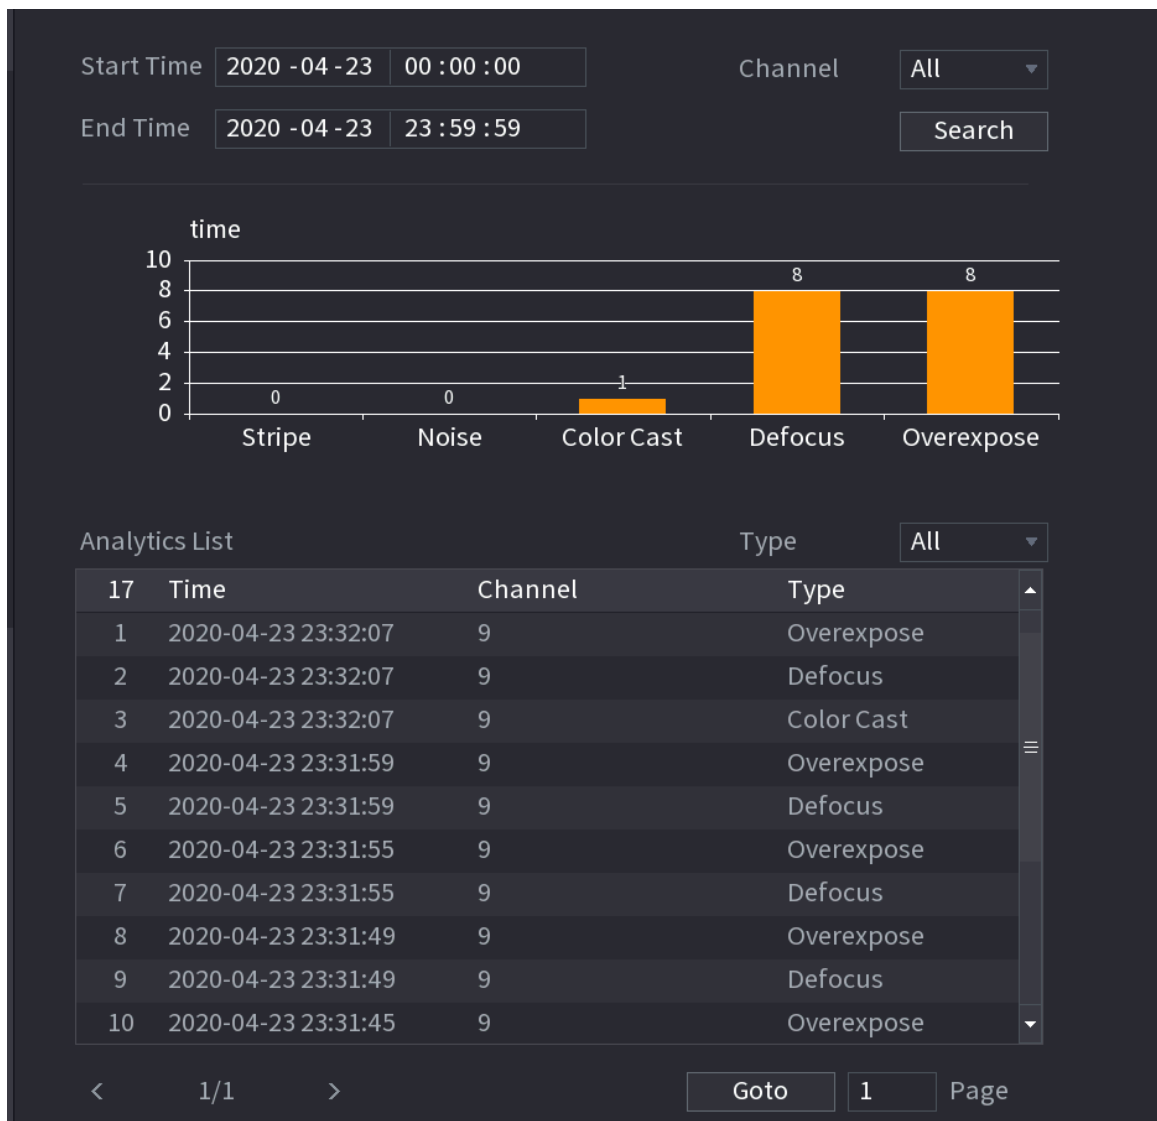 Start Time 2020 -04 -23 00 : 00 : 00 Channel All
End Time 2020 -04 -23 23 : 59 : 59 Search
time
10
8
6
4
2
0
0 0 1 8 8
Stripe Noise Color Cast Defocus Overexpose
Analytics List Type All
17 Time Channel Type
1 2020-04-23 23:32:07 9 Overexpose
2 2020-04-23 23:32:07 9 Defocus
3 2020-04-23 23:32:07 9 Color Cast
4 2020-04-23 23:31:59 9 Overexpose
5 2020-04-23 23:31:59 9 Defocus
6 2020-04-23 23:31:55 9 Overexpose
7 2020-04-23 23:31:55 9 Defocus
8 2020-04-23 23:31:49 9 Overexpose
9 2020-04-23 23:31:49 9 Defocus
10 2020-04-23 23:31:45 9 Overexpose
< 1/1 > Goto 1 Page